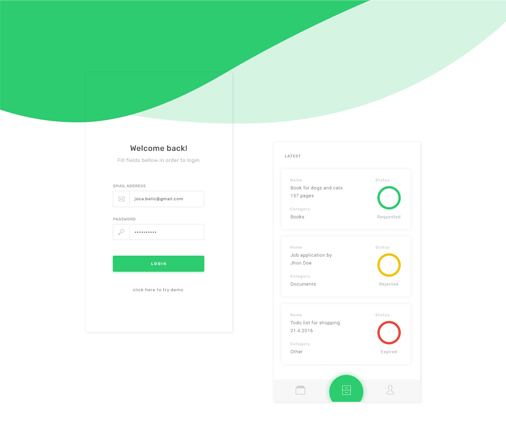 Welcome back!
Fill fields bellow in order to login.
EMAIL ADDRESS
joca.belic@gmail.com
PASSWORD
••••••••••
LOGIN
click here to try demo
LATEST
Name
Status
Book for dogs and cats
157 pages
Category
Books
Requested
Name
Status
Job application by
Jhon Doe
Category
Documents
Rejected
Name
Status
Todo list for shopping
21.4.2016
Category
Other
Expired